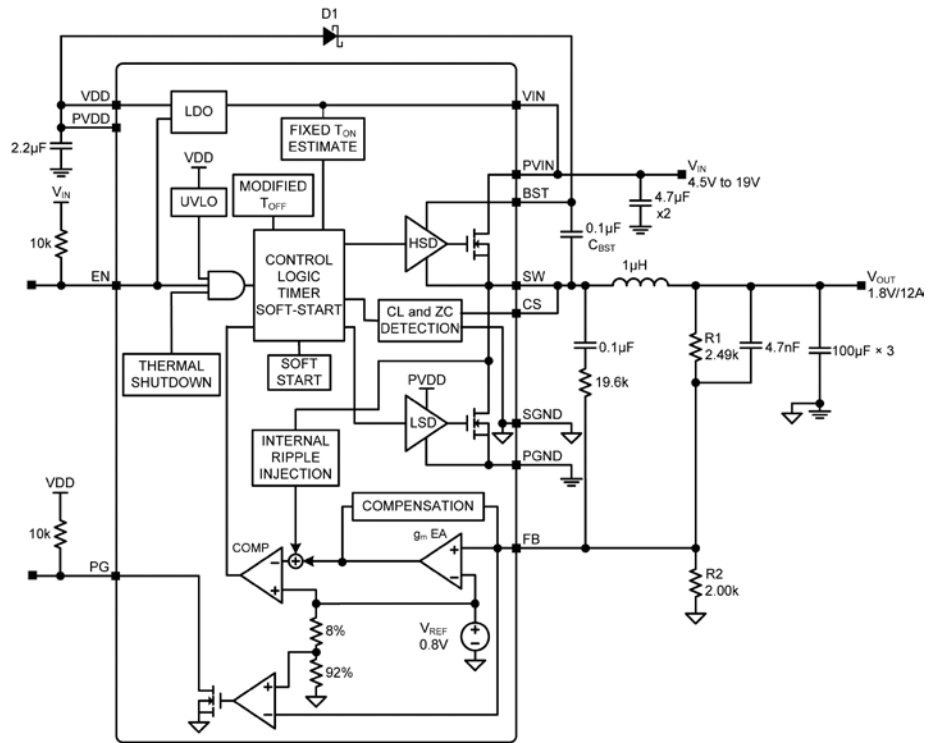 D1
VDD
LDO
VIN
PVDD
FIXED TON
ESTIMATE
2.2µF
VDD
PVIN
VIN
4.5V to 19V
VIN
UVLO
MODIFIED
TOFF
BST
4.7µF
x2
10k
HSD
0.1µF
CBST
CONTROL
LOGIC
TIMER
SOFT-START
EN
SW
1µH
VOUT
1.8V/12A
CS
CL and ZC
DETECTION
THERMAL
SHUTDOWN
SOFT
START
0.1µF
R1
2.49k
4.7nF
100µF × 3
PVDD
19.6k
LSD
SGND
INTERNAL
RIPPLE
INJECTION
PGND
VDD
COMPENSATION
10k
gm EA
FB
COMP
+
−
+
−
+
PG
−
R2
2.00k
8%
VREF
0.8V
+
−
92%
+
−